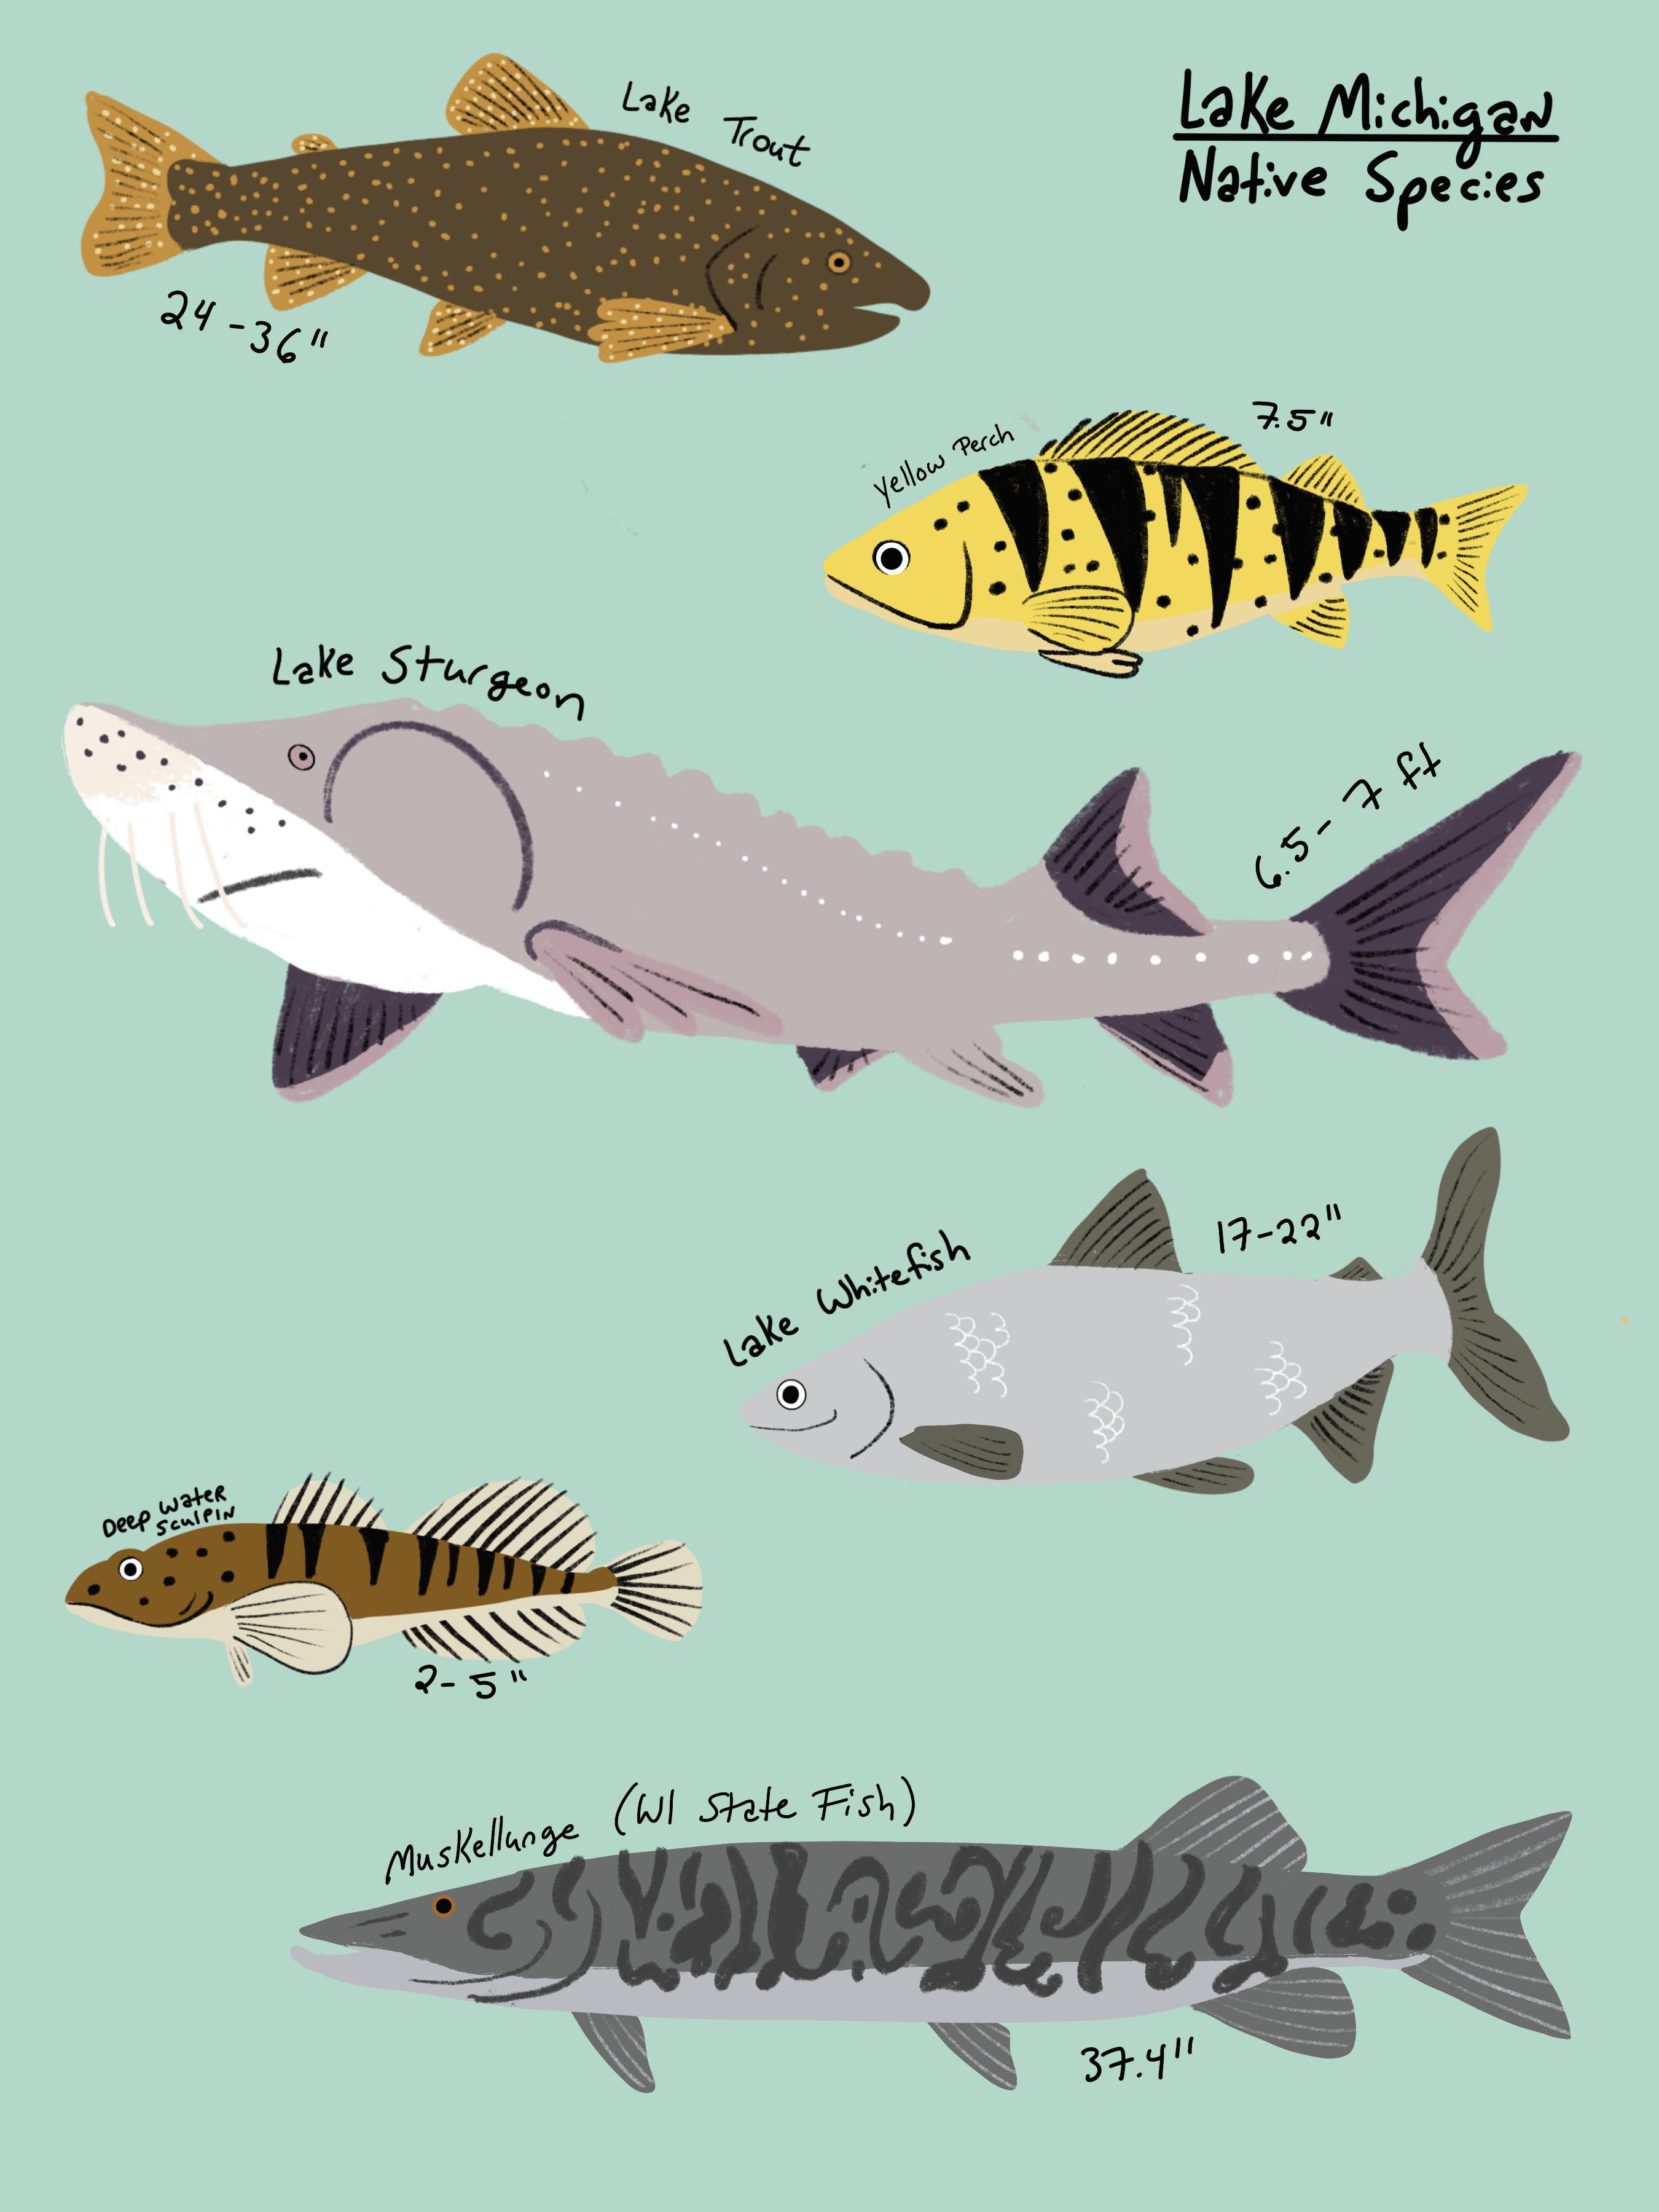 Lake Michigan
Native Species
Lake Trout
24-36"
Yellow Perch
7.5"
Lake Sturgeon
6.5-7 ft
Lake Whitefish
17-22"
Deep Water
Sculpin
2-5"
Muskellunge (WI State Fish)
37.4"